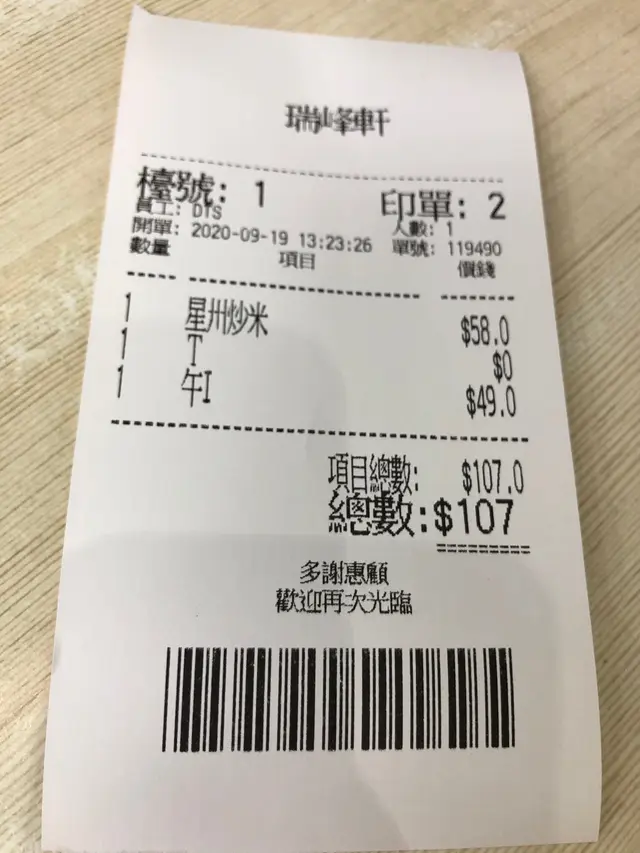 瑞峰軒
檯號: 1 印單: 2
員工: DTS 人數: 1
開單: 2020-09-19 13:23:26 單號: 119490
數量 項目 價錢
1 星州炒米 $58.0
1 T $0
1 午I $49.0
項目總數: $107.0
總數:$107
多謝惠顧
歡迎再次光臨